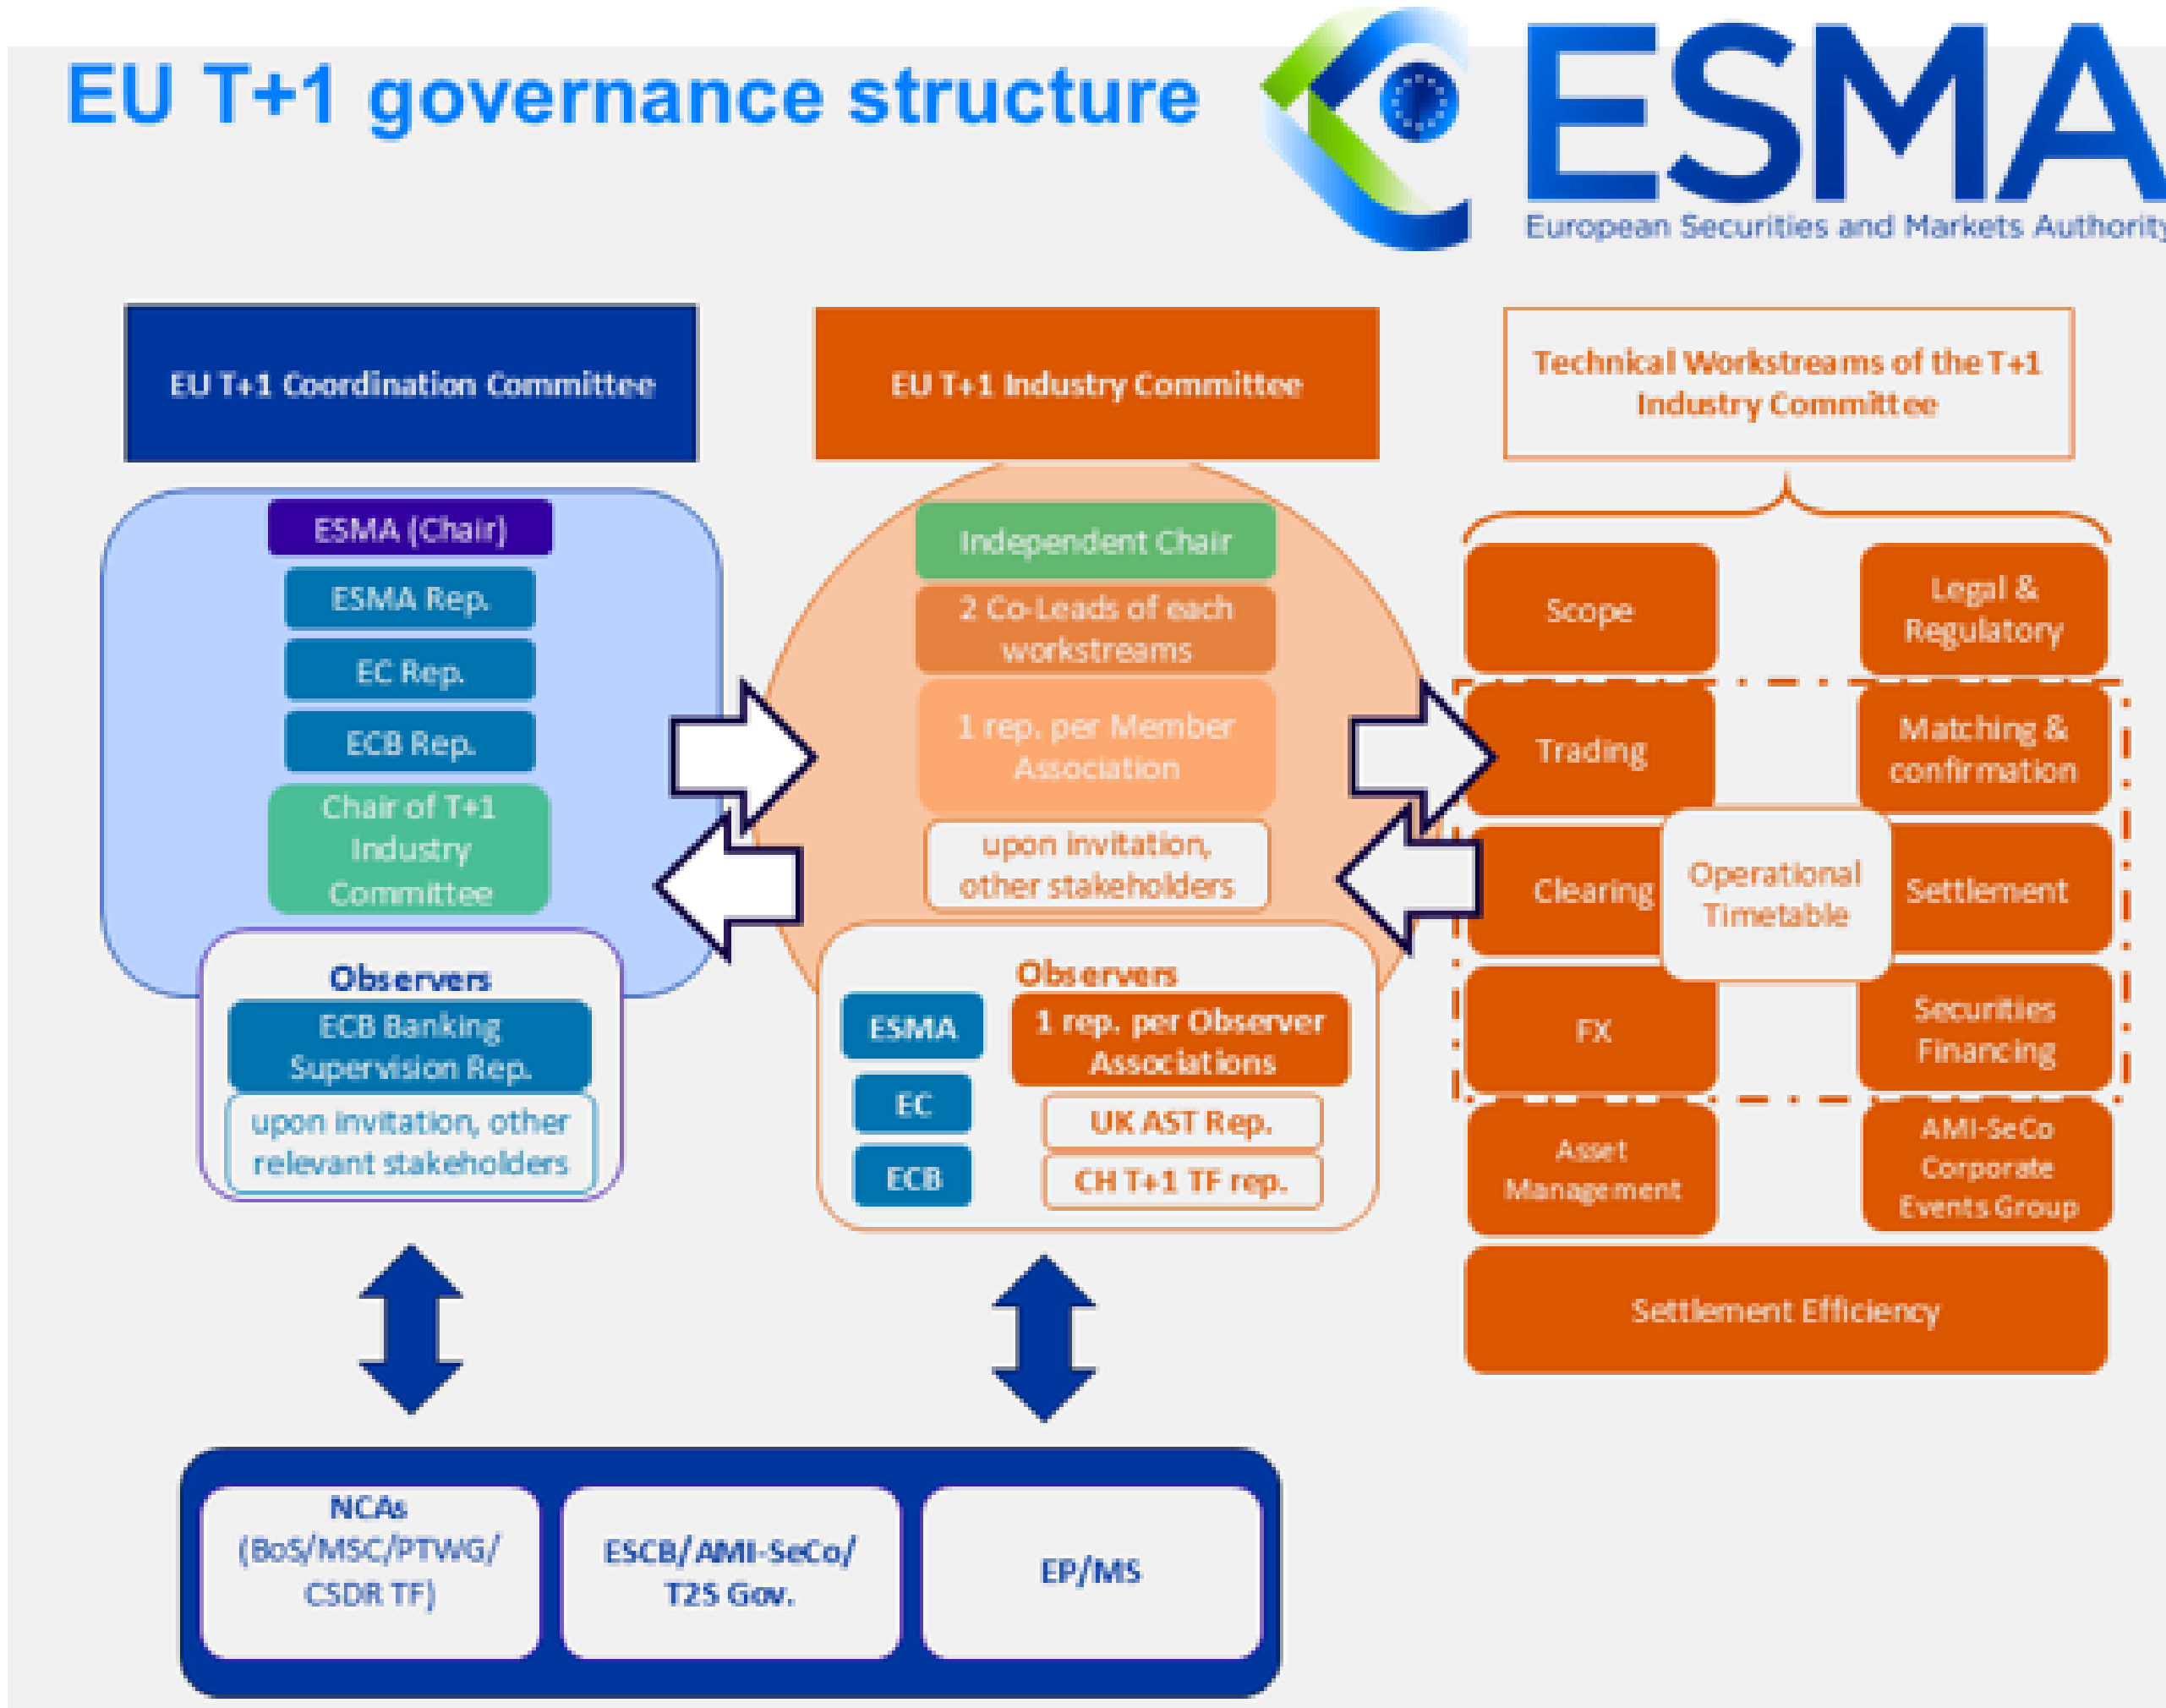 EU T+1 governance structure
ESMA
European Securities and Markets Authority
EU T+1 Coordination Committee
ESMA (Chair)
ESMA Rep.
EC Rep.
ECB Rep.
Chair of T+1
Industry
Committee
Observers
ECB Banking
Supervision Rep.
upon invitation, other
relevant stakeholders
EU T+1 Industry Committee
Independent Chair
2 Co-Leads of each
workstreams
1 rep. per Member
Association
upon invitation,
other stakeholders
Observers
ESMA
EC
ECB
1 rep. per Observer
Associations
UK AST Rep.
CH T+1 TF rep.
Technical Workstreams of the T+1
Industry Committee
Scope
Legal &
Regulatory
Trading
Matching &
confirmation
Clearing
Operational
Timetable
Settlement
FX
Securities
Financing
Asset
Management
AMI-SeCo
Corporate
Events Group
Settlement Efficiency
NCAs
(BoS/MSC/PTWG/
CSDR TF)
ESCB/AMI-SeCo/
T2S Gov.
EP/MS